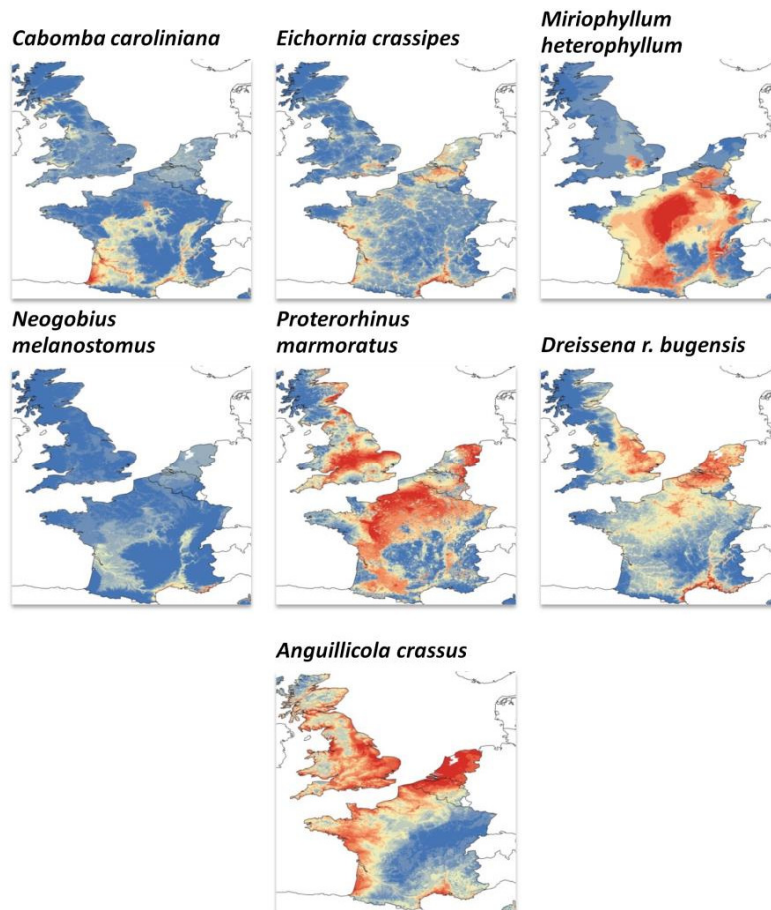 Cabomba caroliniana
Eichornia crassipes
Miriophyllum
heterophyllum
Neogobius
melanostomus
Proterorhinus
marmoratus
Dreissena r. bugensis
Anguillicola crassus